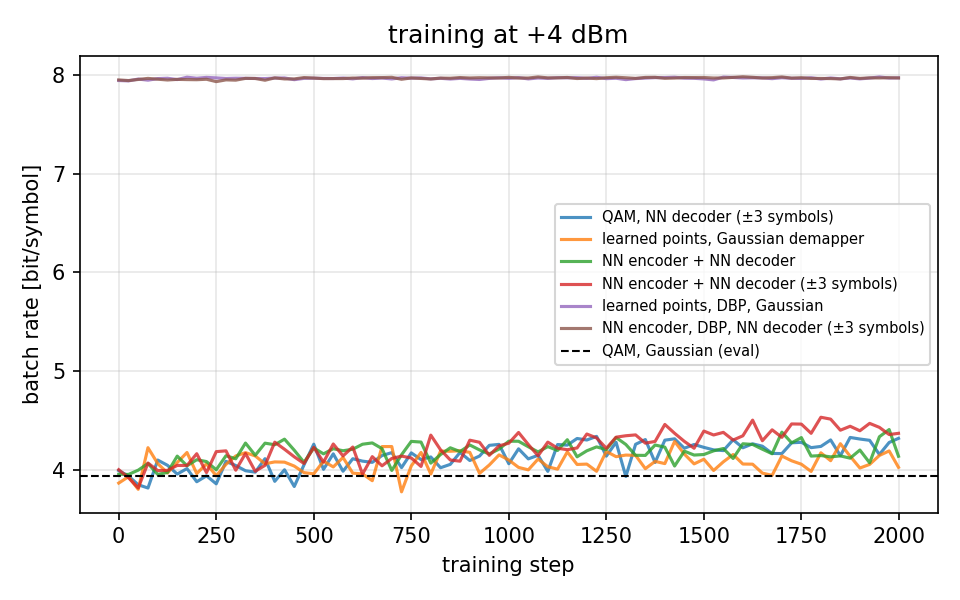 training at +4 dBm
batch rate [bit/symbol]
8
7
6
5
4
QAM, NN decoder (±3 symbols)
learned points, Gaussian demapper
NN encoder + NN decoder
NN encoder + NN decoder (±3 symbols)
learned points, DBP, Gaussian
NN encoder, DBP, NN decoder (±3 symbols)
QAM, Gaussian (eval)
0 250 500 750 1000 1250 1500 1750 2000
training step